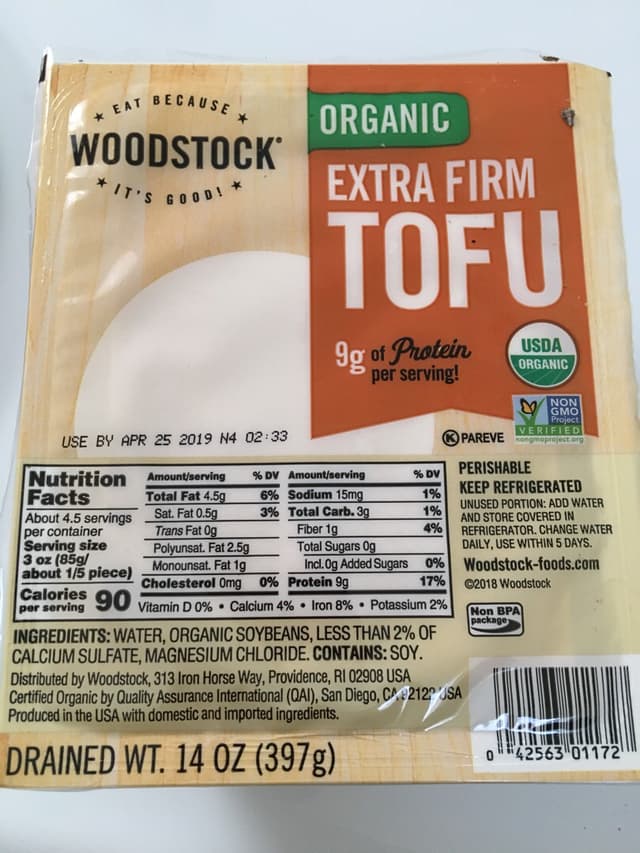 EAT BECAUSE
WOODSTOCK
IT'S GOOD!
ORGANIC
EXTRA FIRM
TOFU
9g of Protein
per serving!
USDA
ORGANIC
NON
GMO
Project
VERIFIED
nongmoproject.org
K PAREVE
USE BY APR 25 2019 N4 02:33
Nutrition
Facts
About 4.5 servings
per container
Serving size
3 oz (85g/
about 1/5 piece)
Calories
per serving 90
Amount/serving % DV
Total Fat 4.5g 6%
Sat. Fat 0.5g 3%
Trans Fat 0g
Polyunsat. Fat 2.5g
Monounsat. Fat 1g
Cholesterol 0mg 0%
Amount/serving % DV
Sodium 15mg 1%
Total Carb. 3g 1%
Fiber 1g 4%
Total Sugars 0g
Incl. 0g Added Sugars 0%
Protein 9g 17%
Vitamin D 0% • Calcium 4% • Iron 8% • Potassium 2%
PERISHABLE
KEEP REFRIGERATED
UNUSED PORTION: ADD WATER
AND STORE COVERED IN
REFRIGERATOR. CHANGE WATER
DAILY, USE WITHIN 5 DAYS.
Woodstock-foods.com
©2018 Woodstock
Non BPA
package
INGREDIENTS: WATER, ORGANIC SOYBEANS, LESS THAN 2% OF
CALCIUM SULFATE, MAGNESIUM CHLORIDE. CONTAINS: SOY.
Distributed by Woodstock, 313 Iron Horse Way, Providence, RI 02908 USA
Certified Organic by Quality Assurance International (QAI), San Diego, CA 92122 USA
Produced in the USA with domestic and imported ingredients.
DRAINED WT. 14 OZ (397g)
0 42563 01172